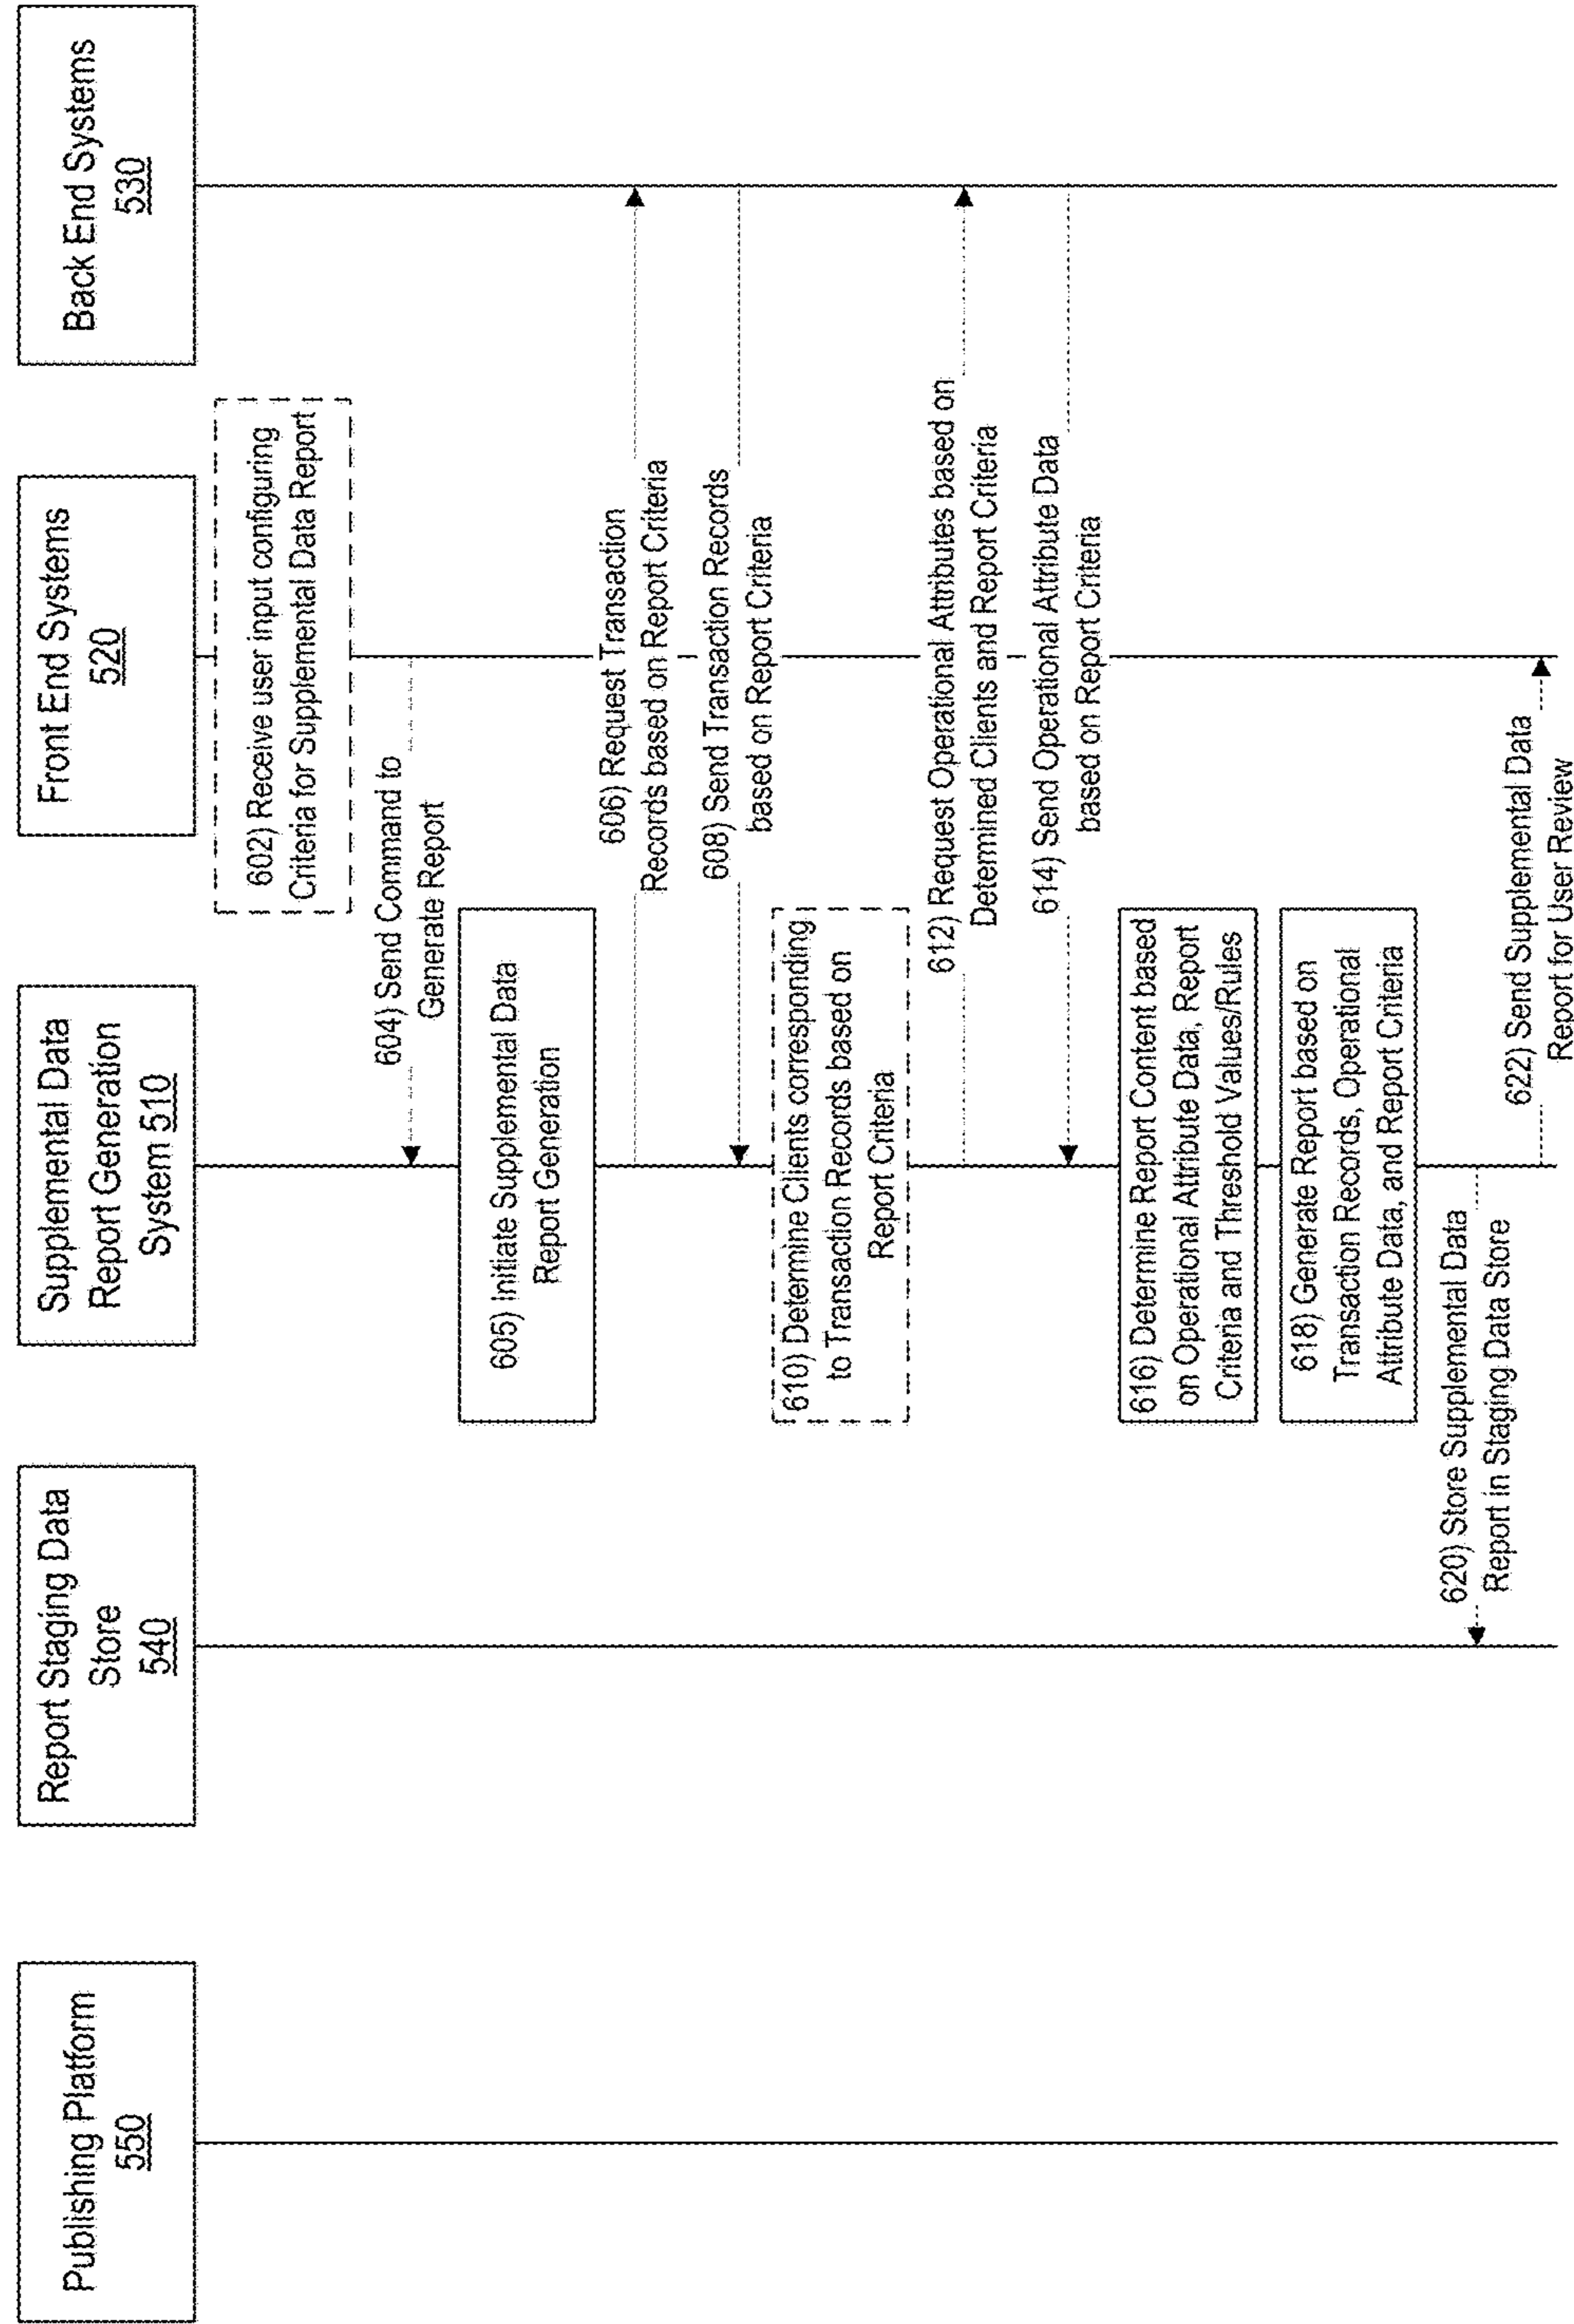 Publishing Platform
550
Report Staging Data
Store
540
Supplemental Data
Report Generation
System 510
Front End Systems
520
Back End Systems
530
602) Receive user input configuring
Criteria for Supplemental Data Report
604) Send Command to
Generate Report
605) Initiate Supplemental Data
Report Generation
606) Request Transaction
Records based on Report Criteria
608) Send Transaction Records
based on Report Criteria
610) Determine Clients corresponding
to Transaction Records based on
Report Criteria
612) Request Operational Attributes based on
Determined Clients and Report Criteria
614) Send Operational Attribute Data
based on Report Criteria
616) Determine Report Content based
on Operational Attribute Data, Report
Criteria and Threshold Values/Rules
618) Generate Report based on
Transaction Records, Operational
Attribute Data, and Report Criteria
620) Store Supplemental Data
Report in Staging Data Store
622) Send Supplemental Data
Report for User Review